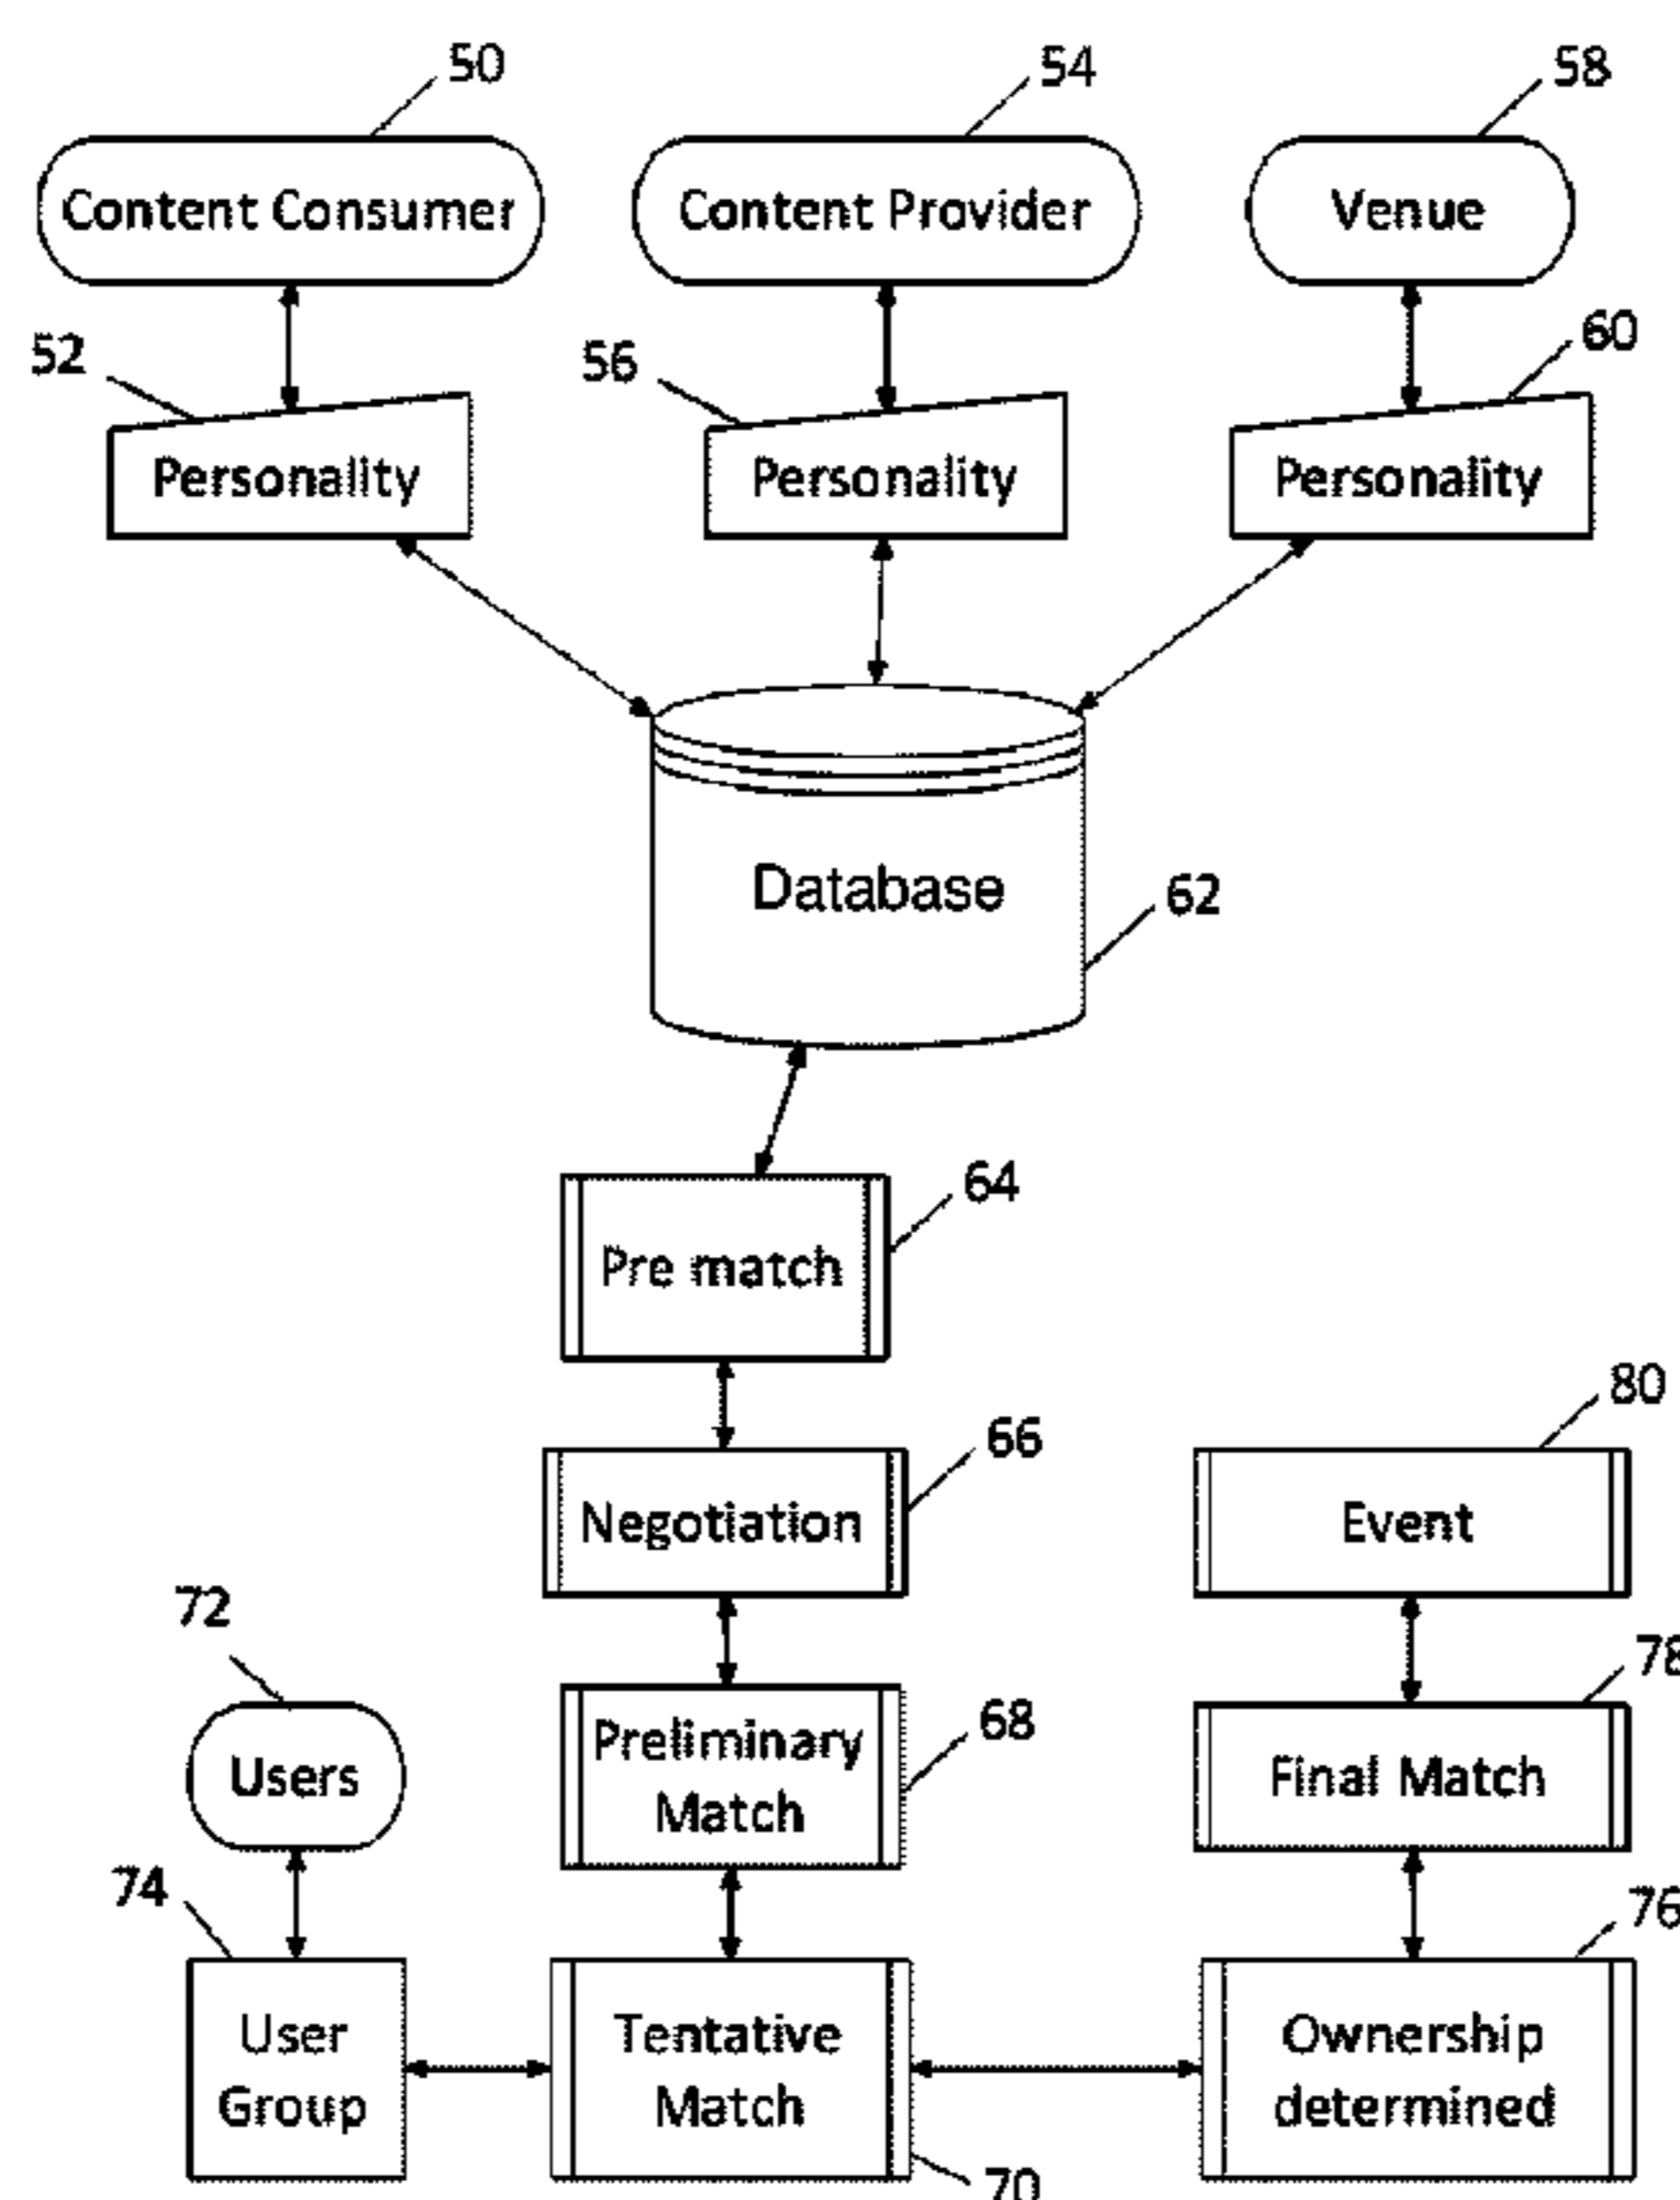 50
54
58
Content Consumer
Content Provider
Venue
52
56
60
Personality
Personality
Personality
Database
62
64
Pre match
80
66
Negotiation
Event
72
78
68
Preliminary
Match
Users
Final Match
74
76
User
Group
Tentative
Match
Ownership
determined
70